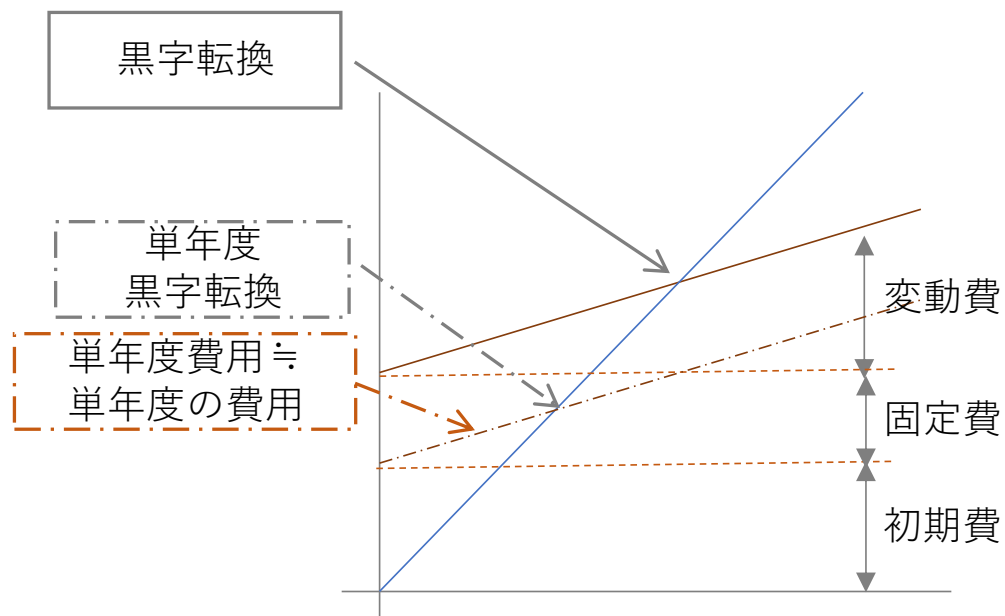 黒字転換
単年度
黒字転換
単年度費用≒
単年度の費用
変動費
固定費
初期費